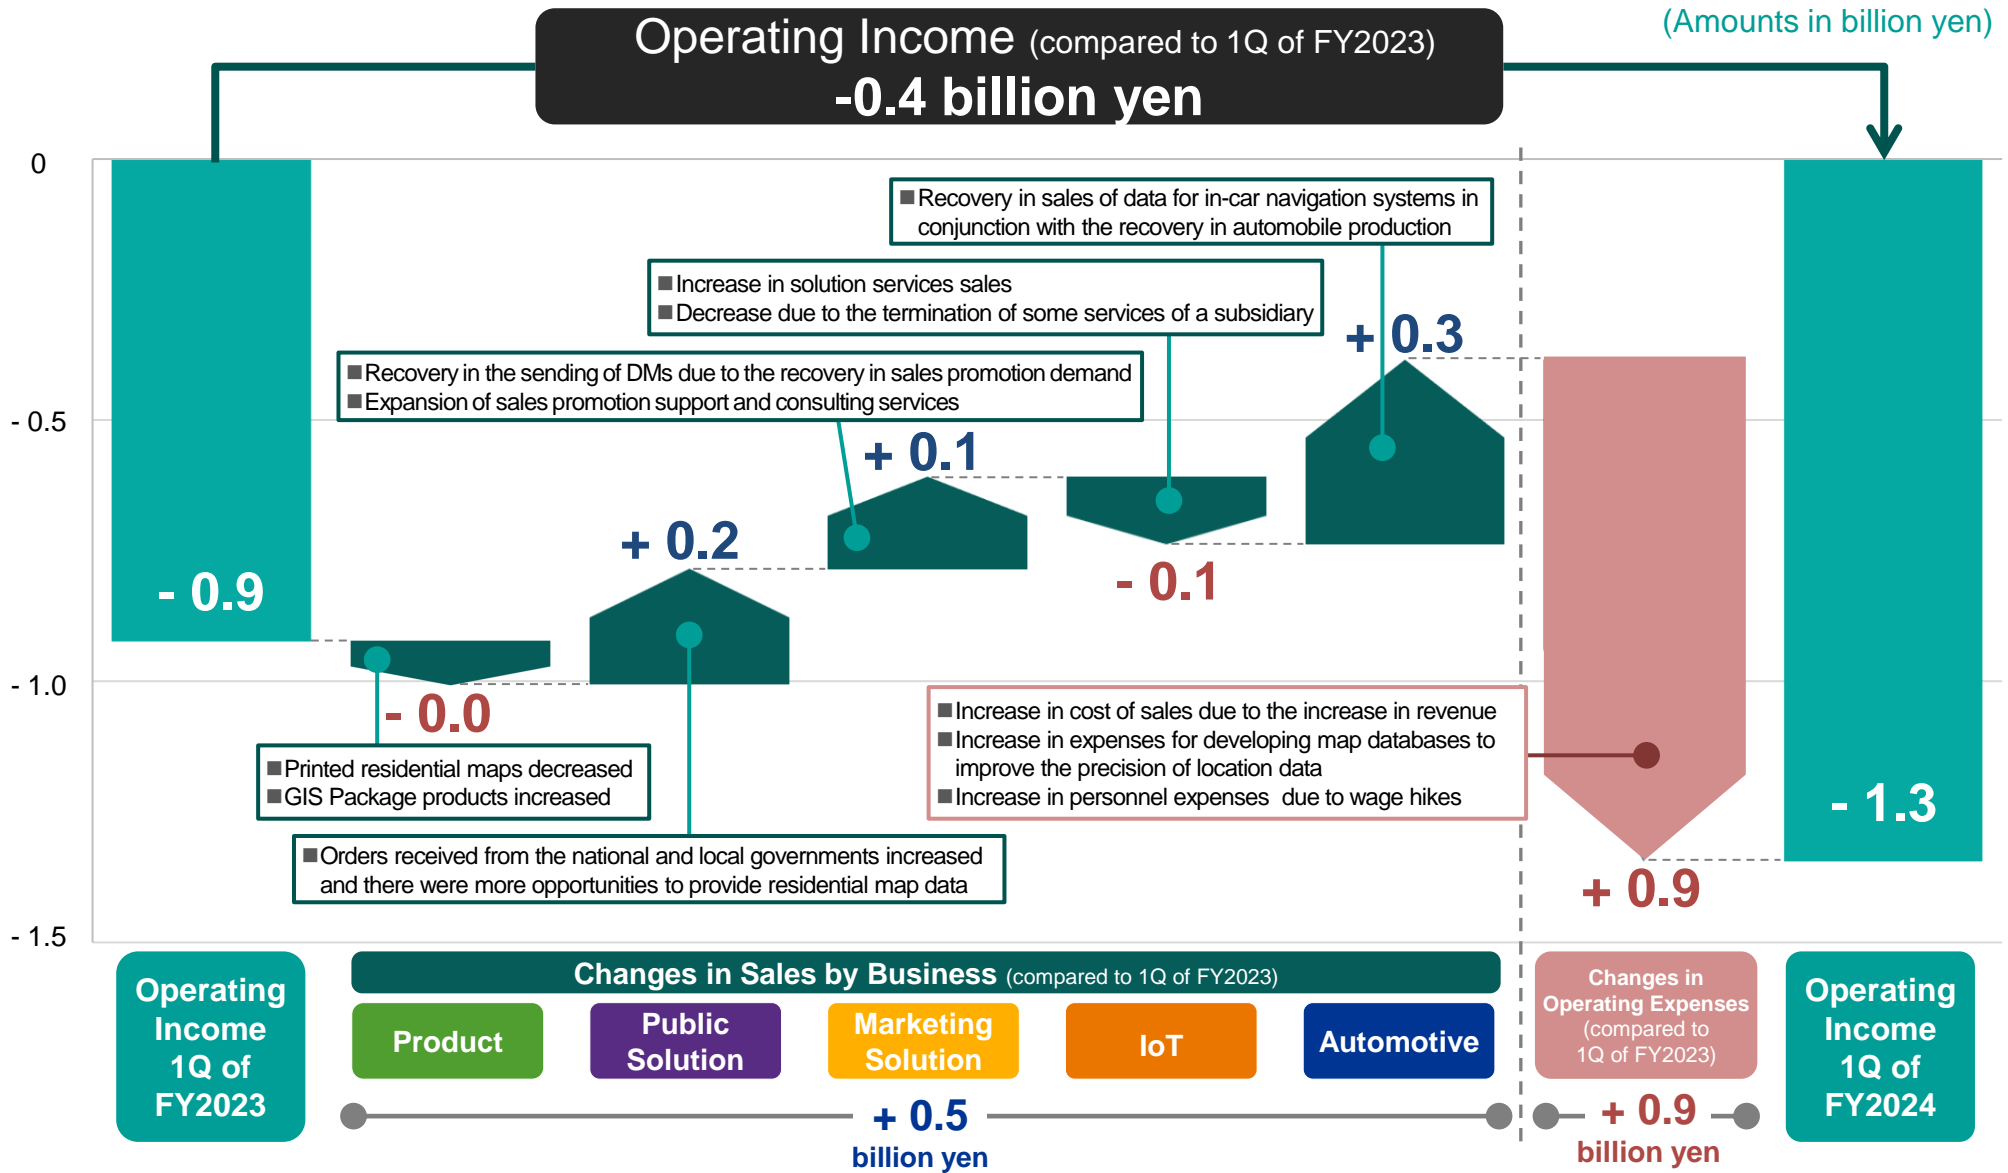 Operating Income (compared to 1Q of FY2023)
-0.4 billion yen
(Amounts in billion yen)
0
- 0.5
- 1.0
- 1.5
■ Recovery in sales of data for in-car navigation systems in
conjunction with the recovery in automobile production
■ Increase in solution services sales
■ Decrease due to the termination of some services of a subsidiary
■ Recovery in the sending of DMs due to the recovery in sales promotion demand
■ Expansion of sales promotion support and consulting services
- 0.9
- 0.0
+ 0.2
+ 0.1
- 0.1
+ 0.3
+ 0.9
- 1.3
■ Printed residential maps decreased
■ GIS Package products increased
■ Orders received from the national and local governments increased
and there were more opportunities to provide residential map data
■ Increase in cost of sales due to the increase in revenue
■ Increase in expenses for developing map databases to
improve the precision of location data
■ Increase in personnel expenses due to wage hikes
Operating
Income
1Q of
FY2023
Changes in Sales by Business (compared to 1Q of FY2023)
Product
Public
Solution
Marketing
Solution
IoT
Automotive
+ 0.5
billion yen
Changes in
Operating Expenses
(compared to
1Q of FY2023)
+ 0.9
billion yen
Operating
Income
1Q of
FY2024